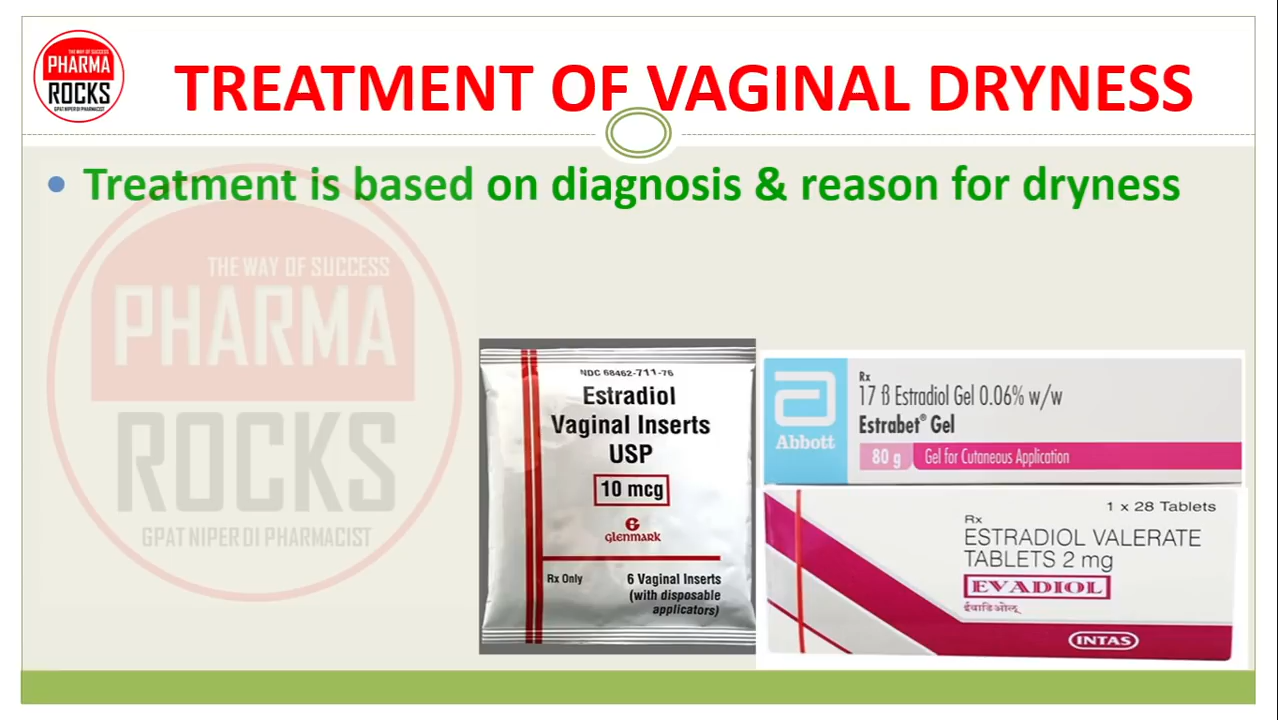 THE WAY OF SUCCESS
PHARMA
ROCKS
GPAT NIPER DI PHARMACIST
TREATMENT OF VAGINAL DRYNESS
• Treatment is based on diagnosis & reason for dryness
THE WAY OF SUCCESS
PHARMA
ROCKS
GPAT NIPER DI PHARMACIST
NDC 68462-711-76
Estradiol
Vaginal Inserts
USP
10 mcg
G
Glenmark
Rx Only
6 Vaginal Inserts
(with disposable
applicators)
a
Abbott
Rx
17 ß Estradiol Gel 0.06% w/w
Estrabet® Gel
80 g Gel for Cutaneous Application
1 x 28 Tablets
Rx
ESTRADIOL VALERATE
TABLETS 2 mg
EVADIOL
ईवाडिओल्
INTAS